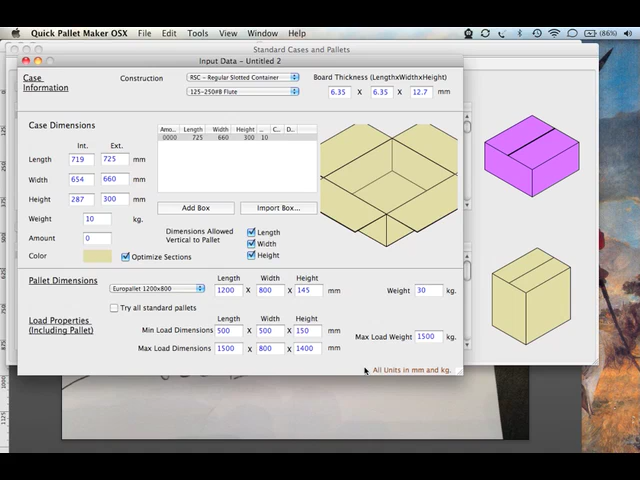 Quick Pallet Maker OSX File Edit Tools View Window Help (86%)
Standard Cases and Pallets
Input Data - Untitled 2
Case Information
Construction RSC - Regular Slotted Container
125-250#B Flute
Board Thickness (LengthxWidthxHeight)
6.35 X 6.35 X 12.7 mm
Case Dimensions
Int. Ext.
Length 719 725 mm
Width 654 660 mm
Height 287 300 mm
Weight 10 kg.
Amount 0
Color
Optimize Sections
Amo... Length Width Height .. C... D...
0000 725 660 300 10
Add Box Import Box...
Dimensions Allowed Vertical to Pallet
Length
Width
Height
Pallet Dimensions
Europallet 1200x800
Length Width Height
1200 X 800 X 145 mm
Weight 30 kg.
Try all standard pallets
Load Properties (Including Pallet)
Length Width Height
Min Load Dimensions 500 X 500 X 150 mm
Max Load Dimensions 1500 X 800 X 1400 mm
Max Load Weight 1500 kg.
All Units in mm and kg.